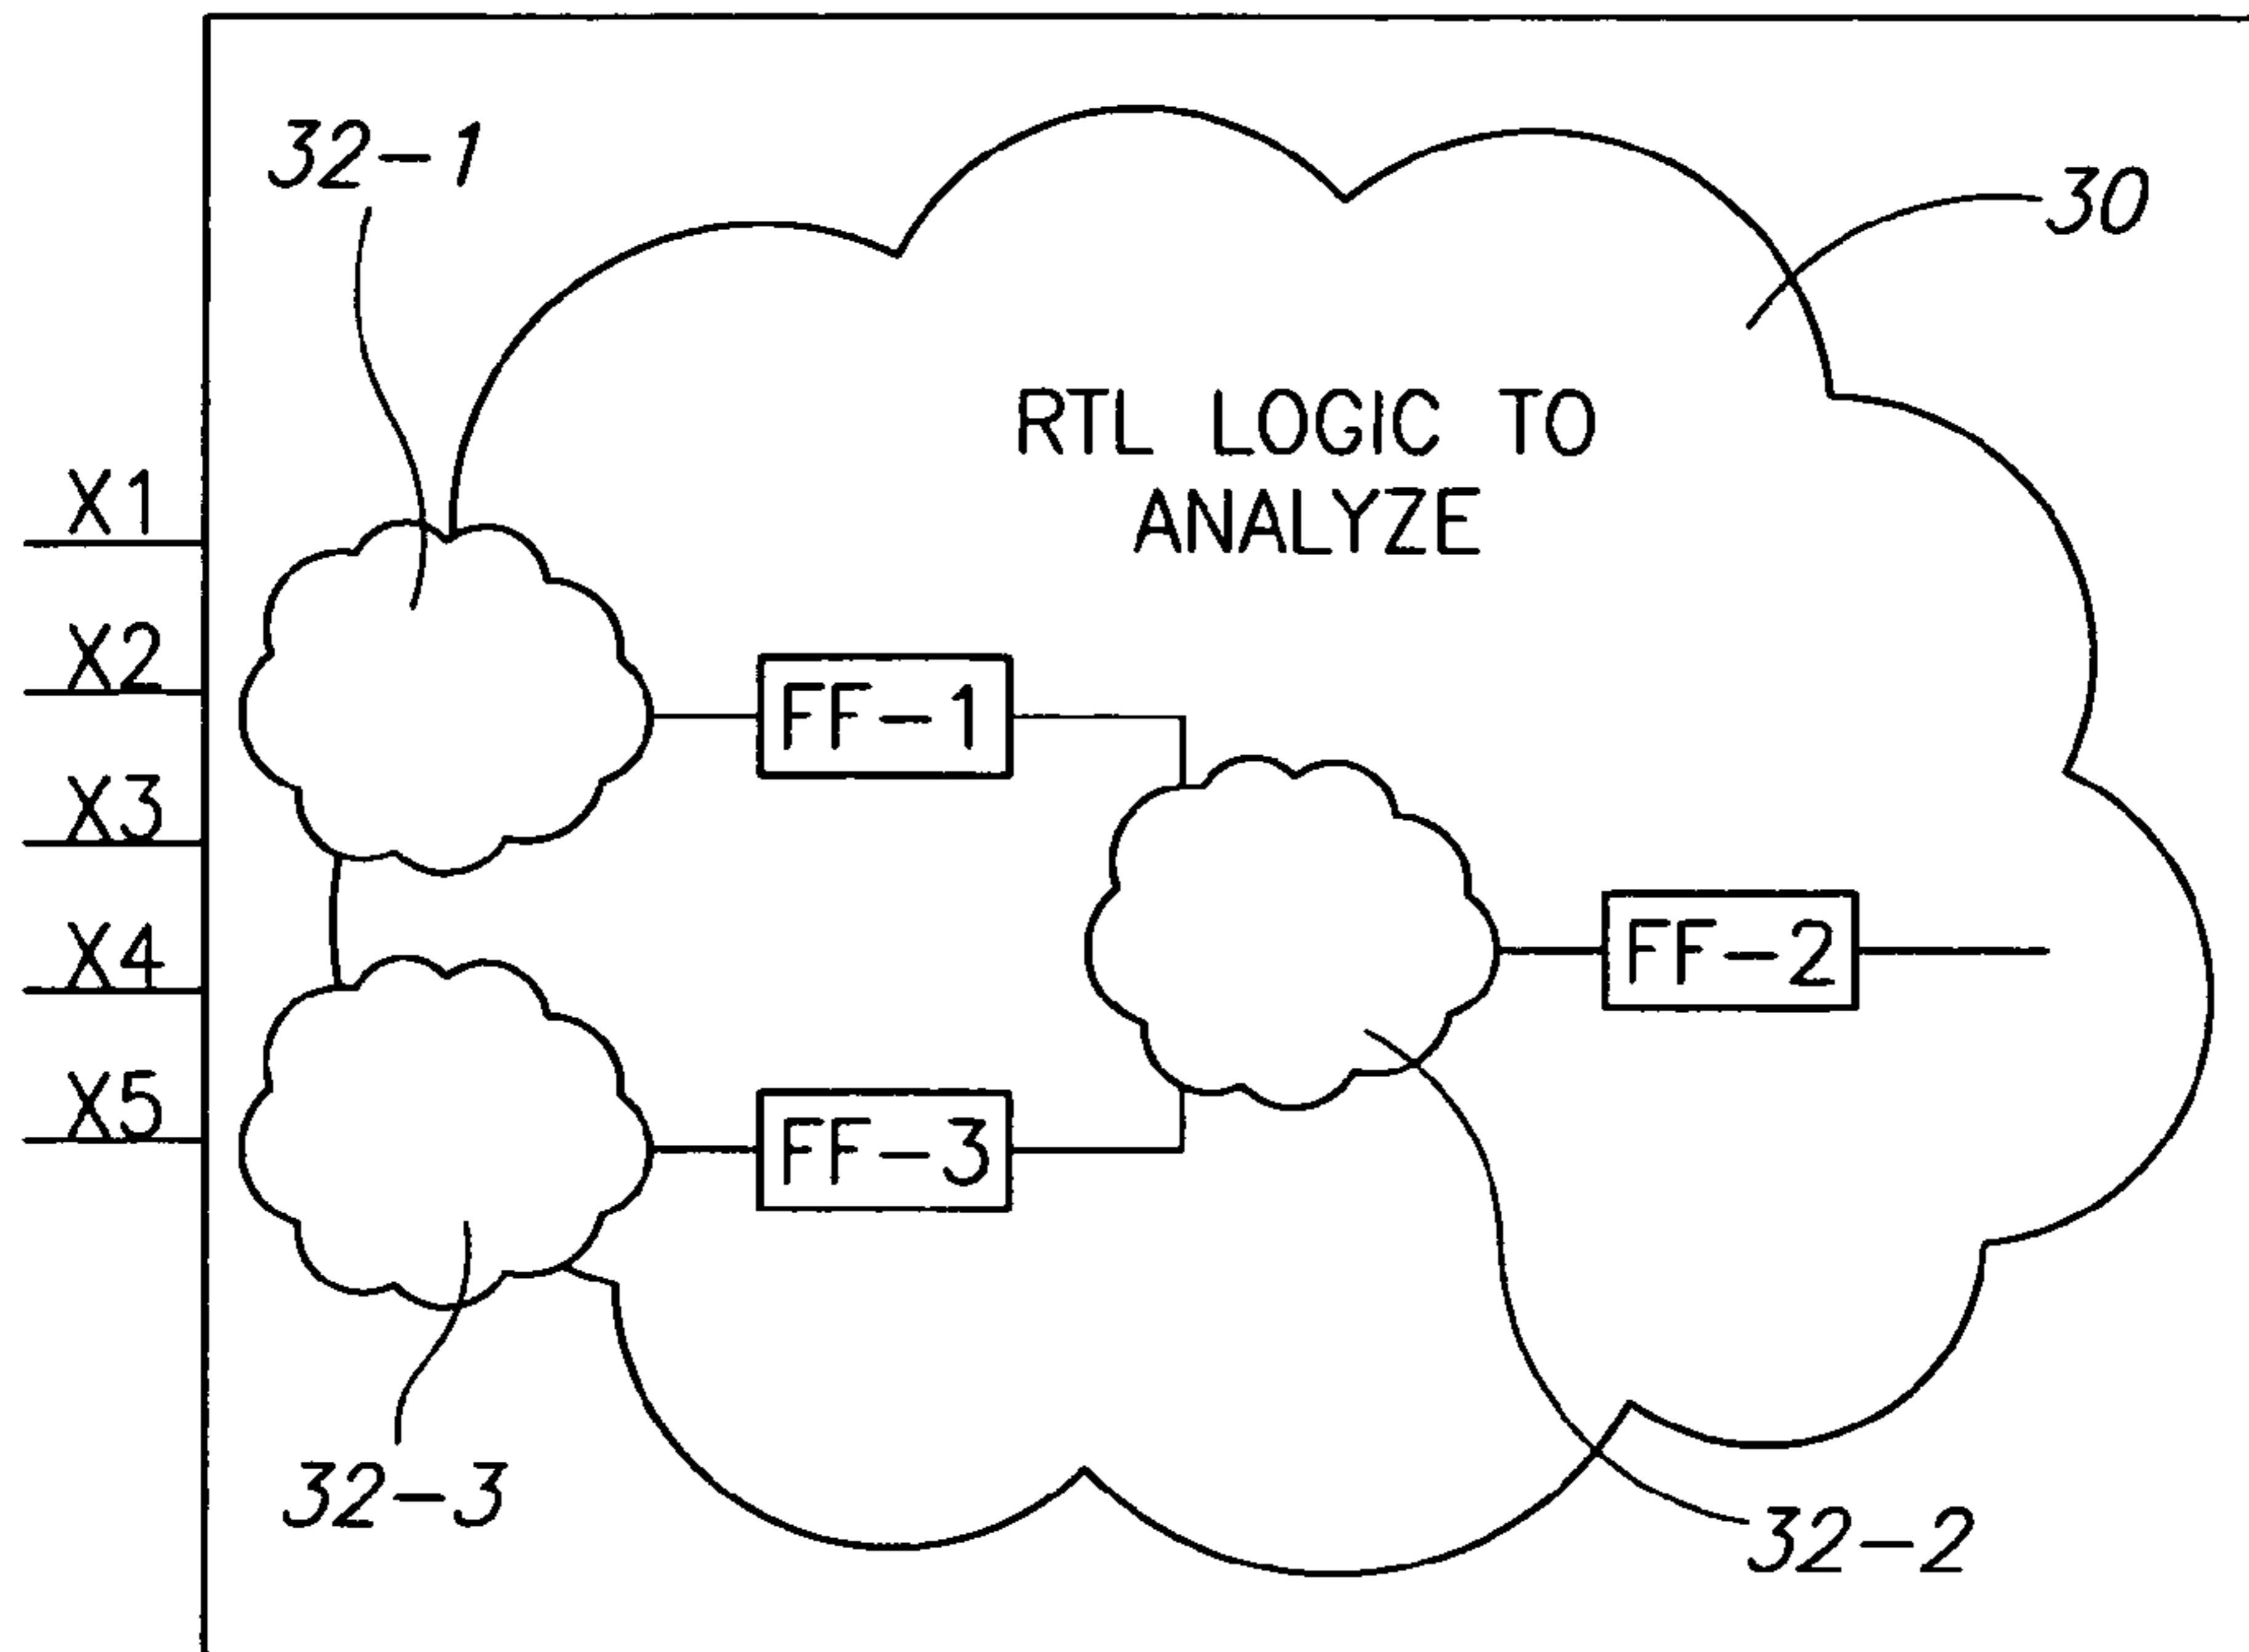 32-1
30
RTL LOGIC TO
ANALYZE
X1
X2
FF-1
X3
X4
FF-2
X5
FF-3
32-3
32-2